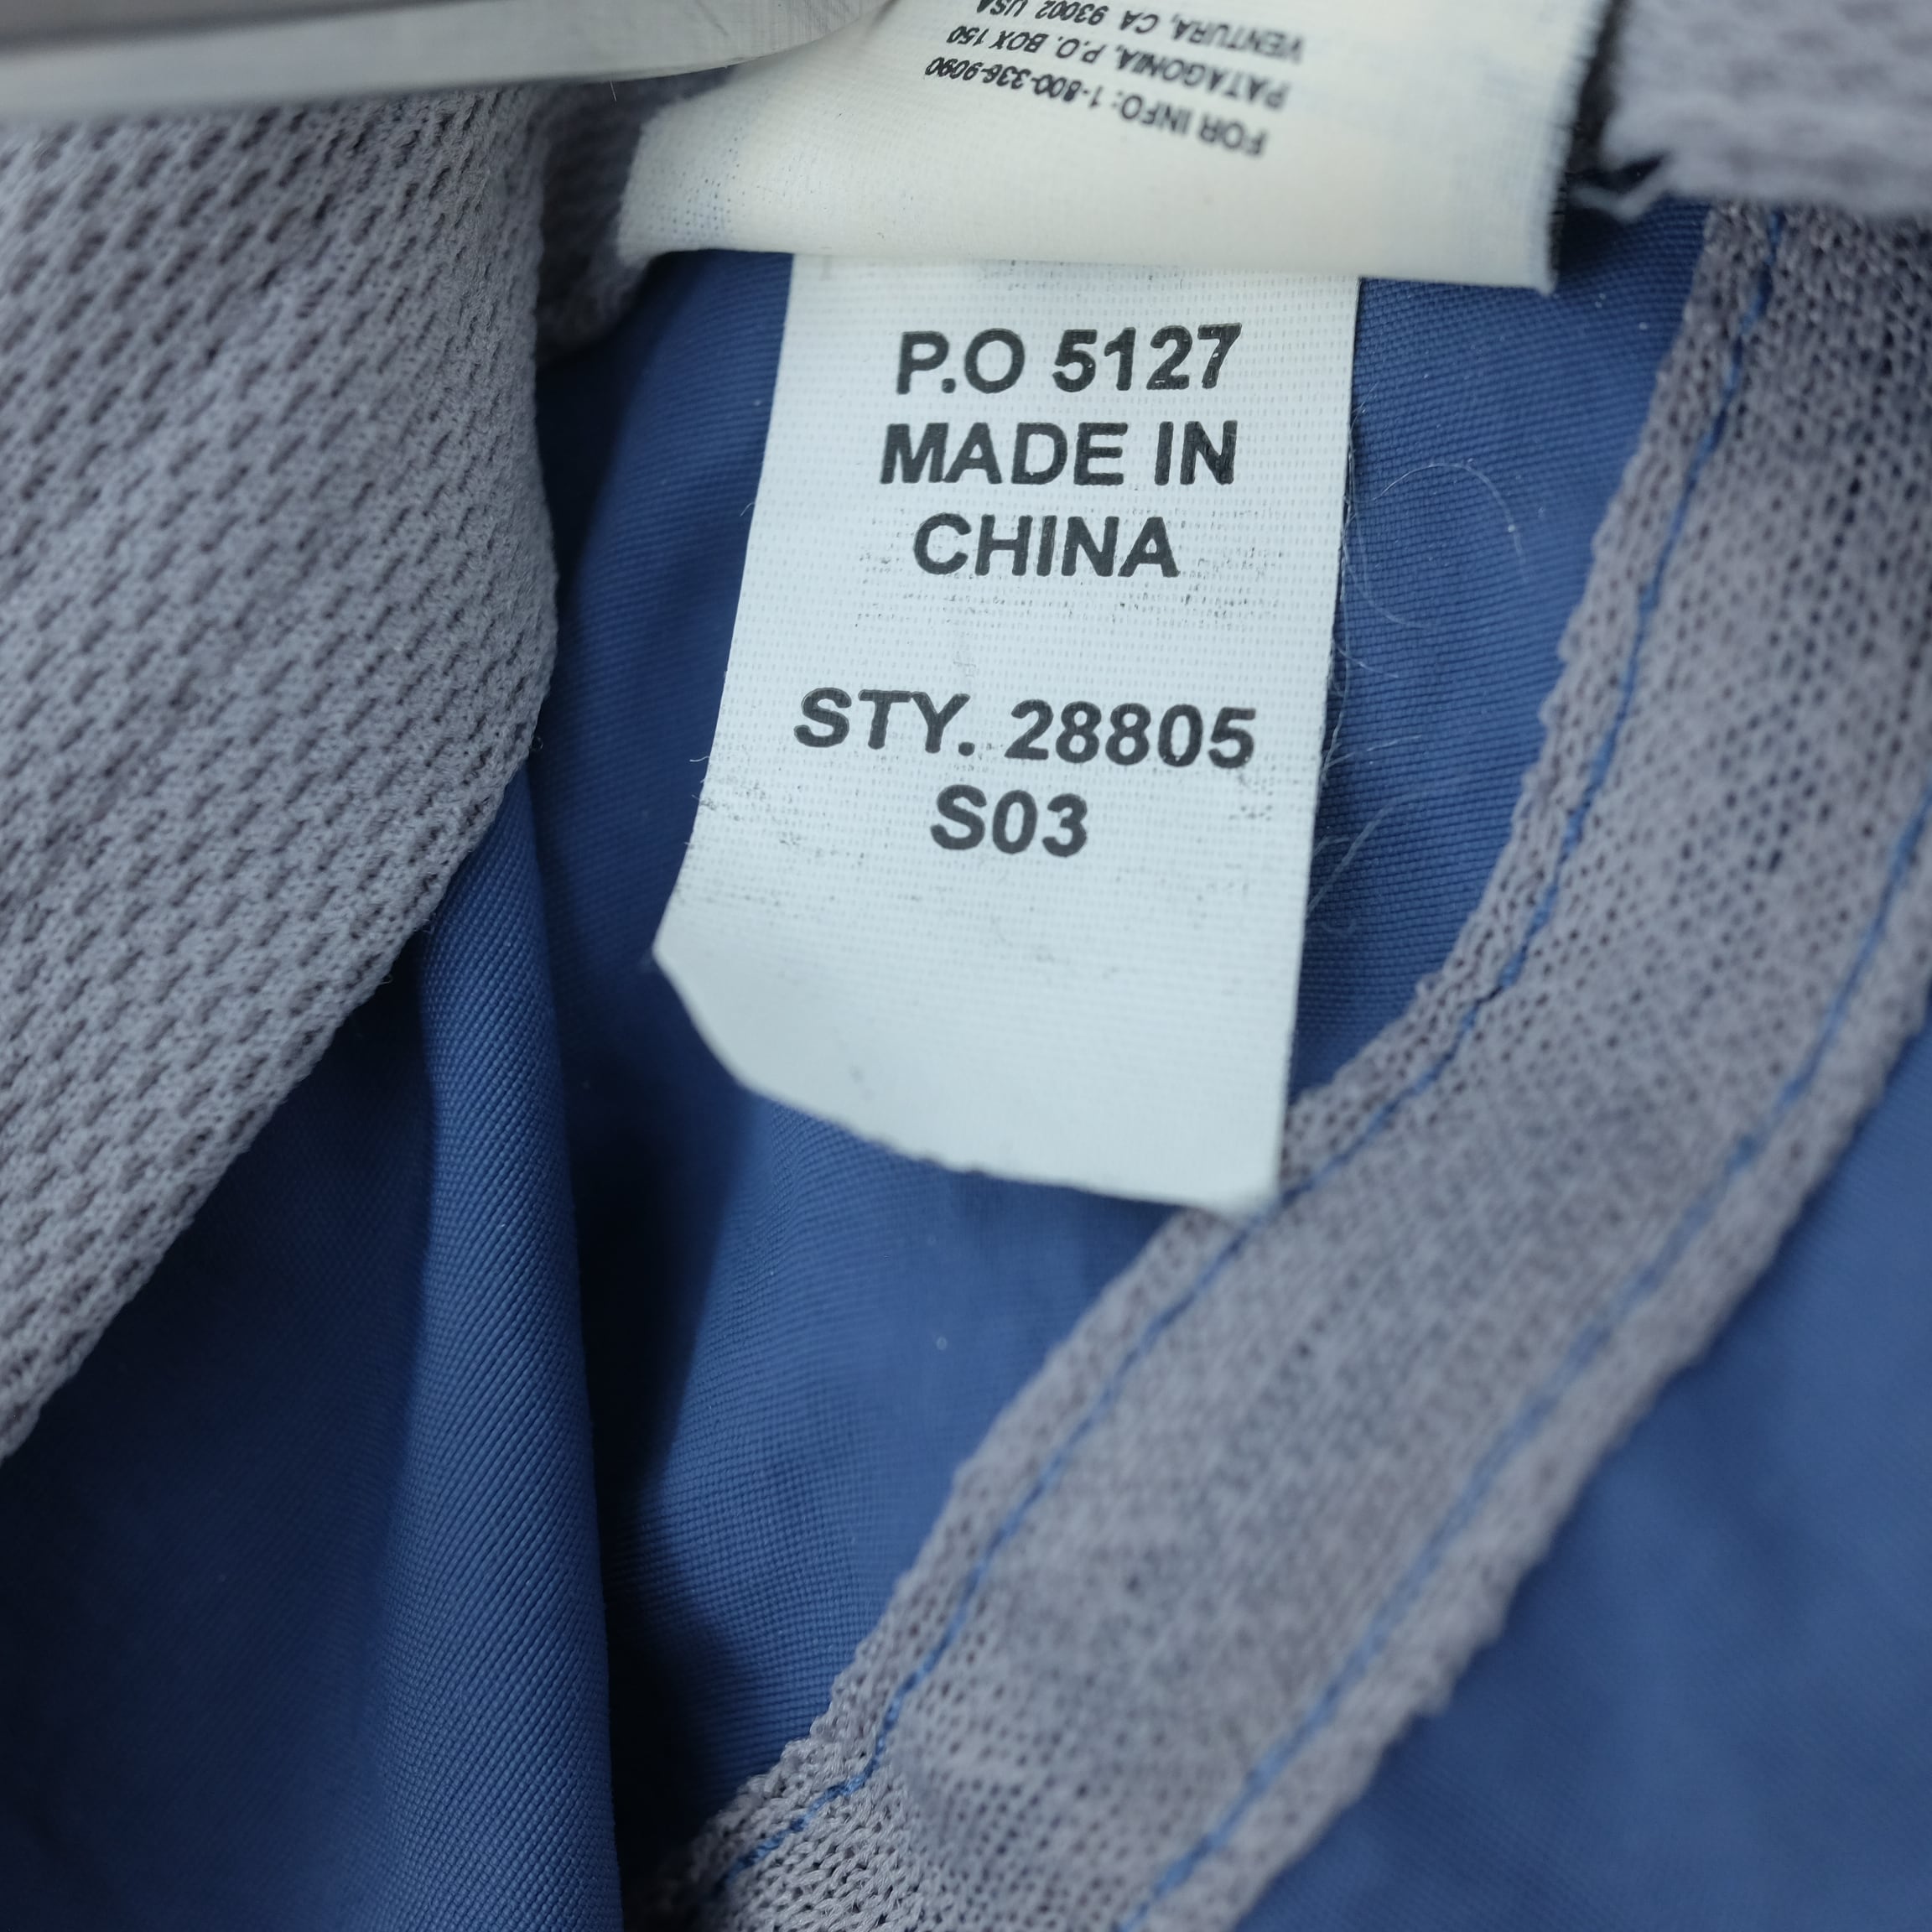 VENTURA, CA 93002 USA
PATAGONIA, P.O. BOX 150
FOR INFO: 1-800-336-9090
P.O 5127
MADE IN
CHINA
STY. 28805
S03